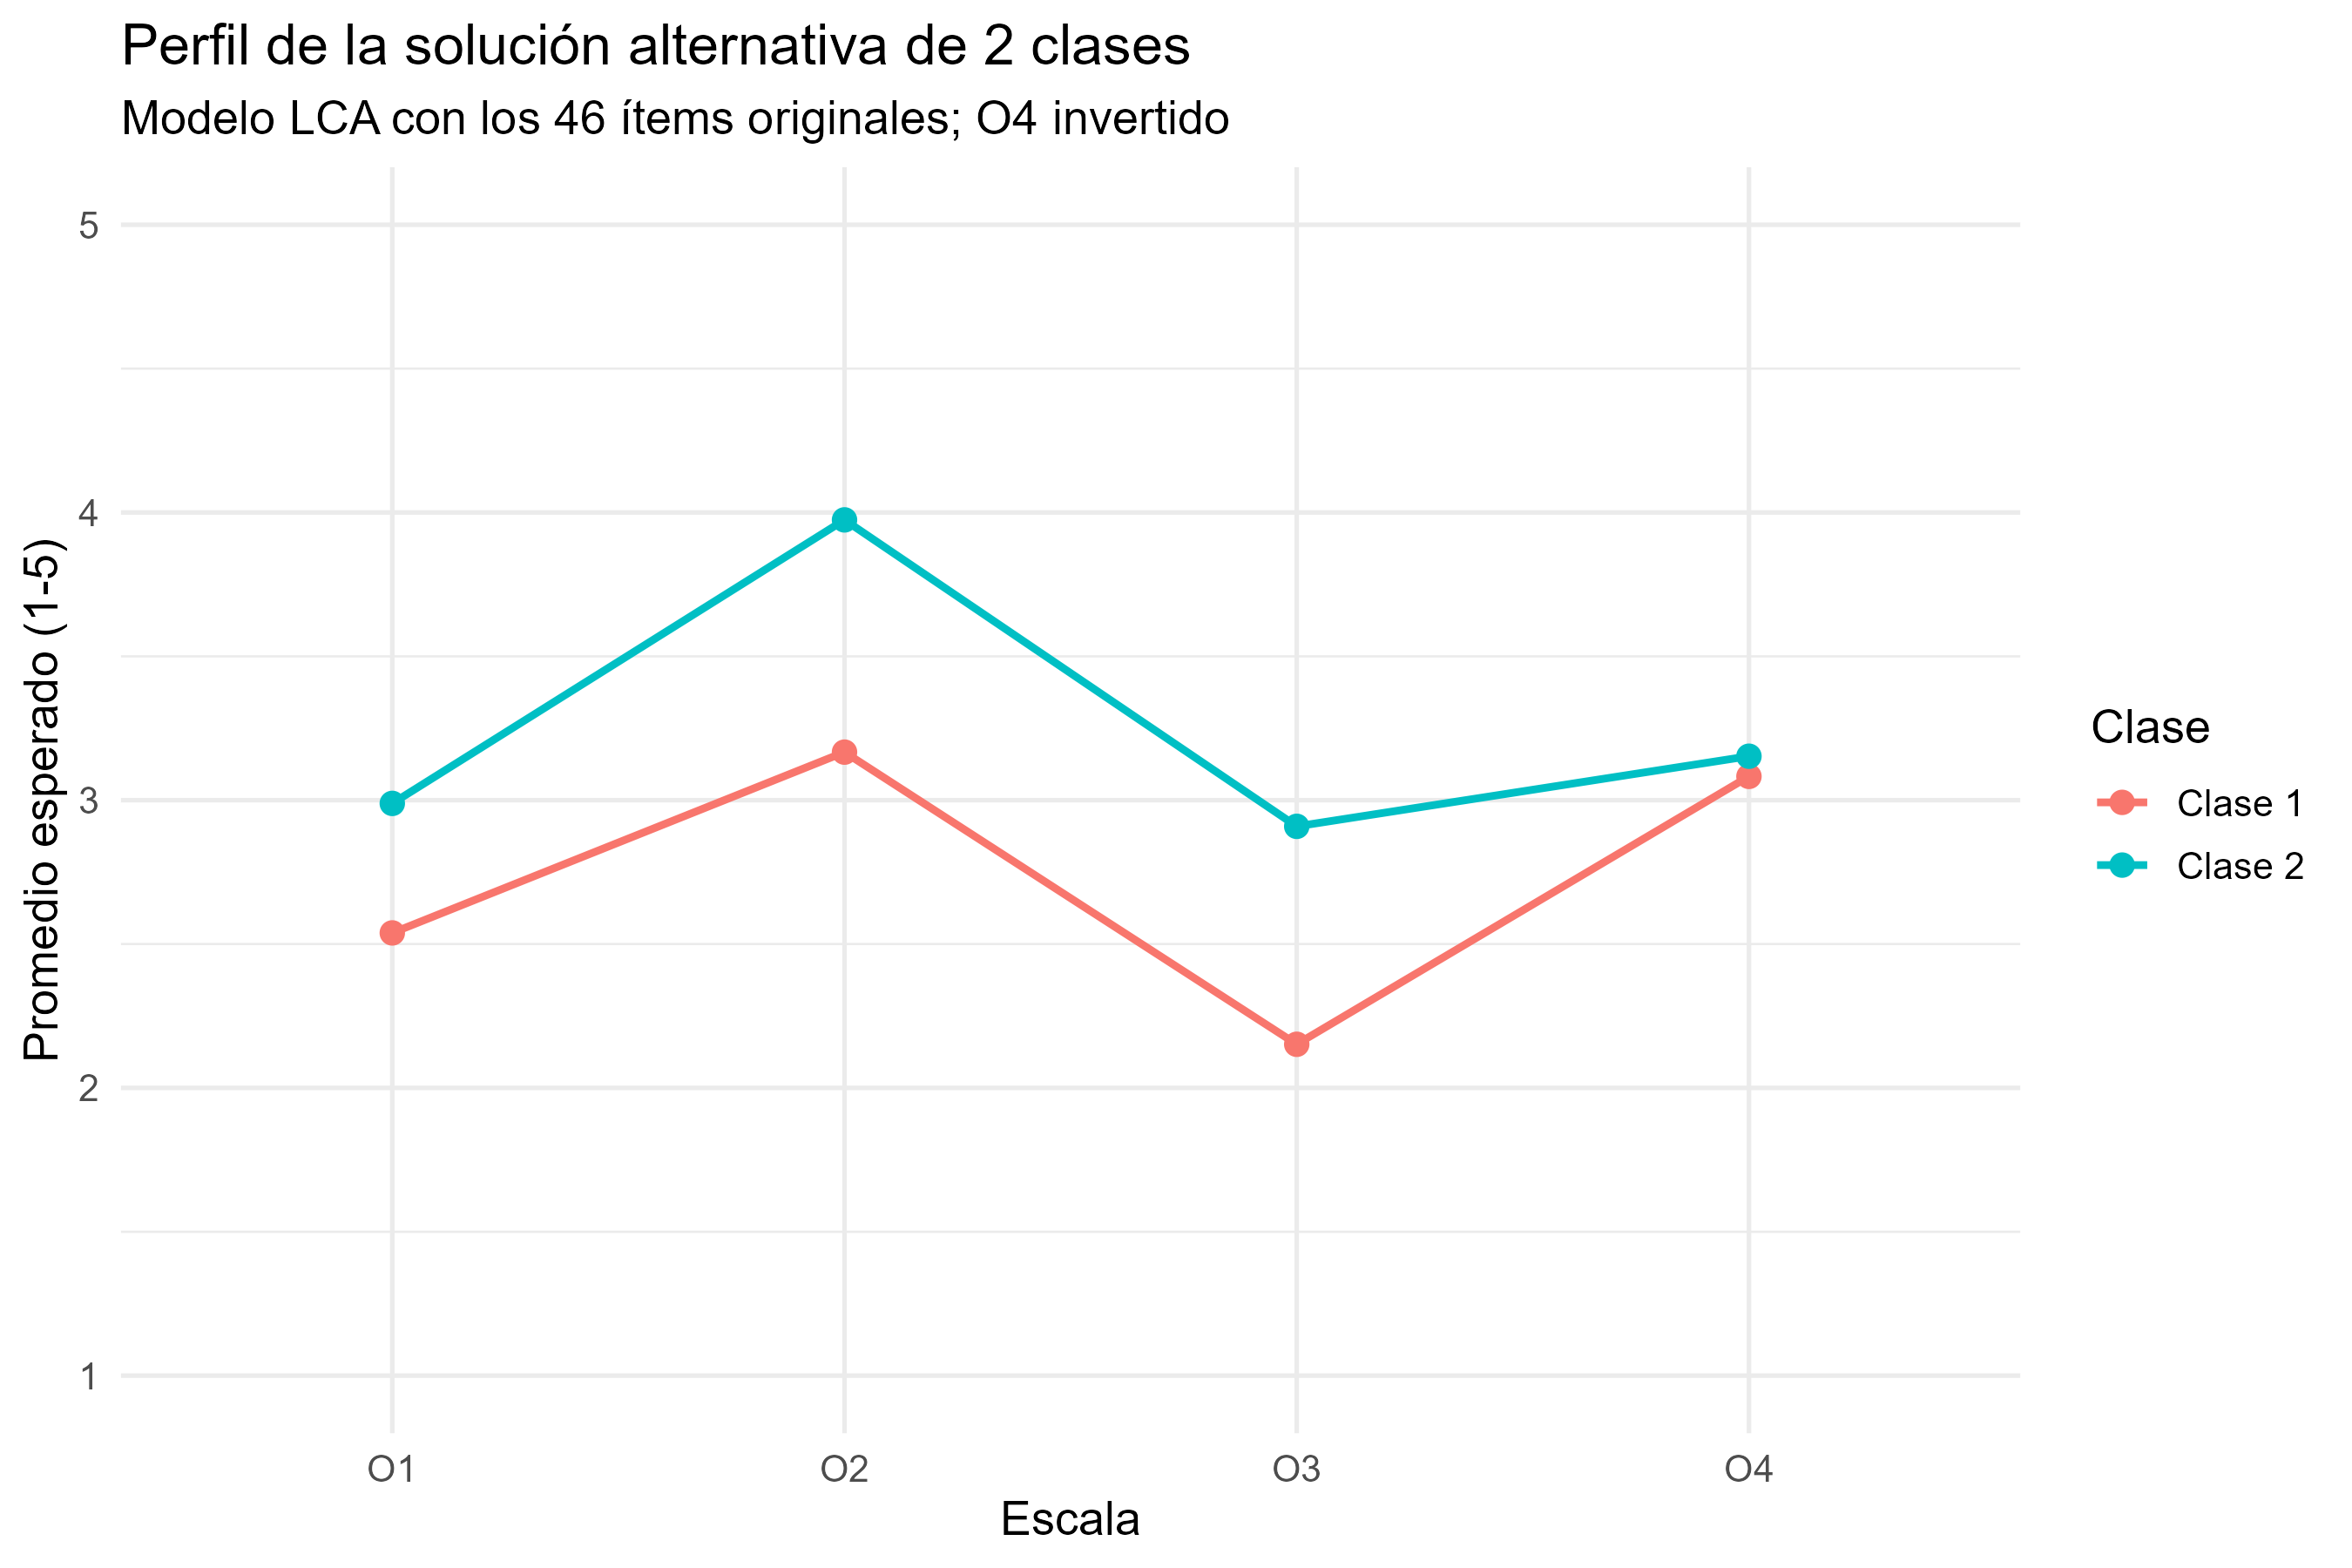 Perfil de la solución alternativa de 2 clases
Modelo LCA con los 46 ítems originales; O4 invertido
Promedio esperado (1-5)
5
4
3
2
1
O1
O2
O3
O4
Escala
Clase
Clase 1
Clase 2